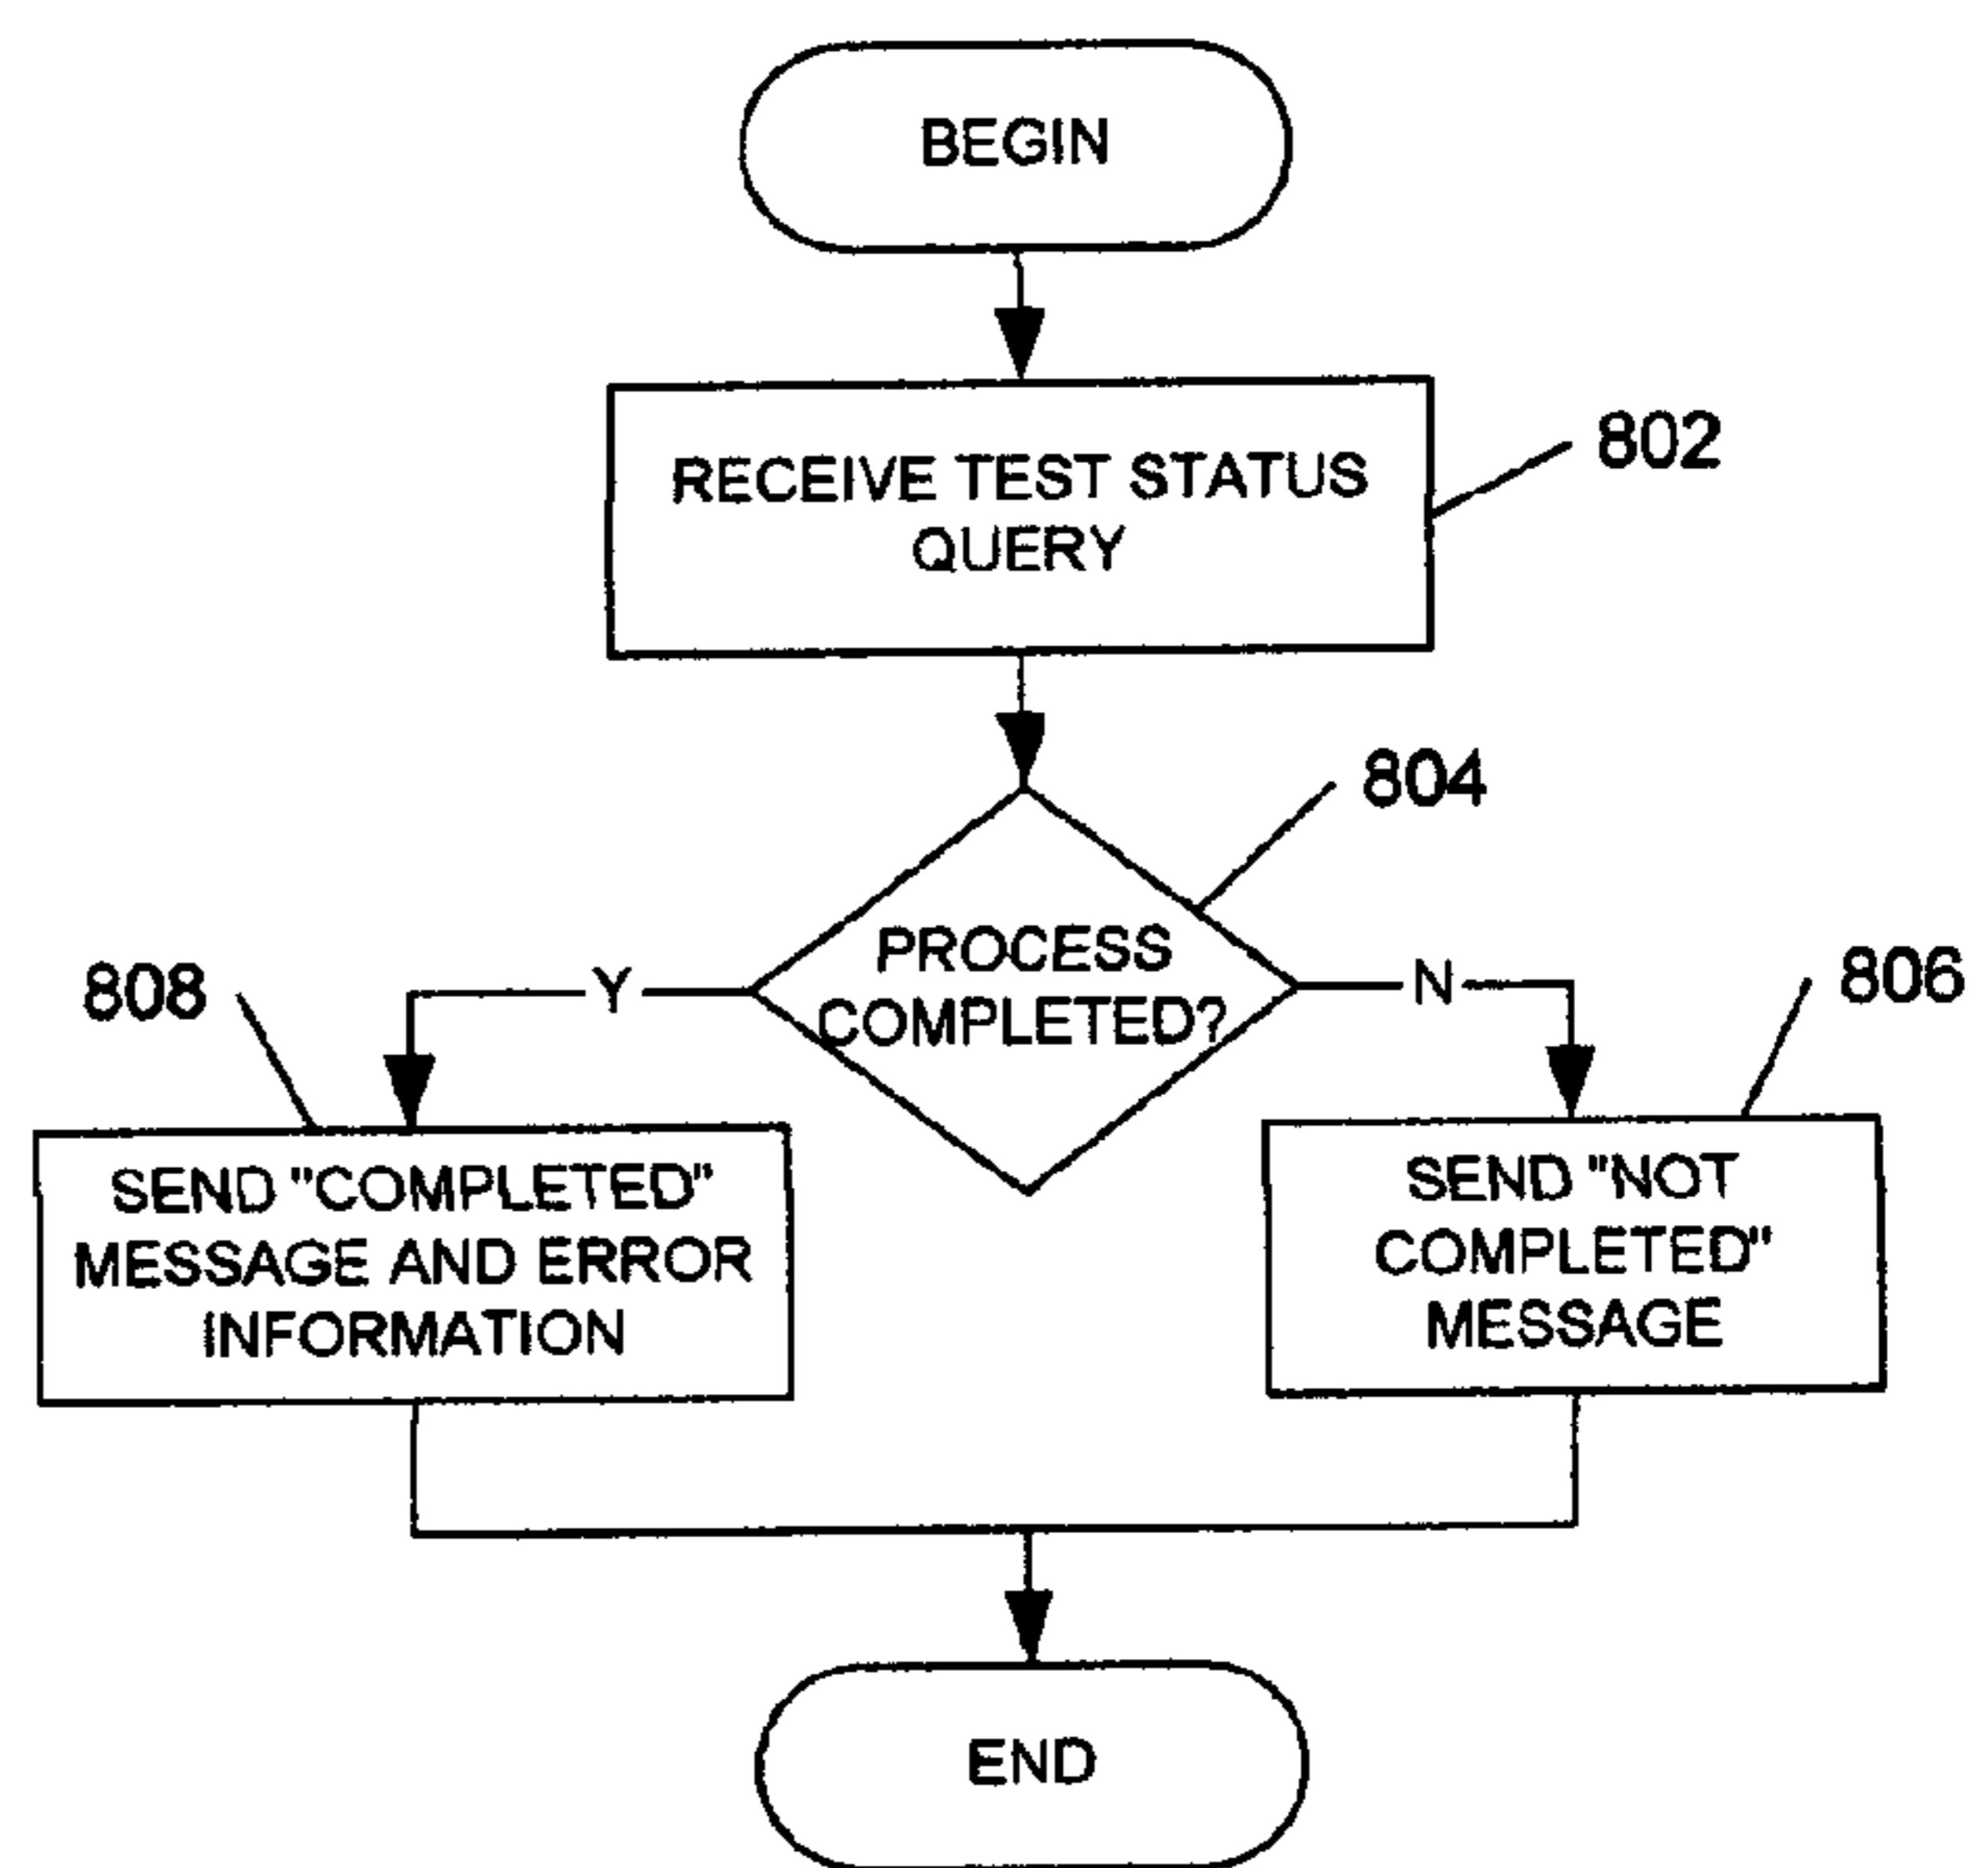 BEGIN
RECEIVE TEST STATUS
QUERY
802
804
PROCESS
COMPLETED?
Y
N
808
806
SEND "COMPLETED"
MESSAGE AND ERROR
INFORMATION
SEND "NOT
COMPLETED"
MESSAGE
END